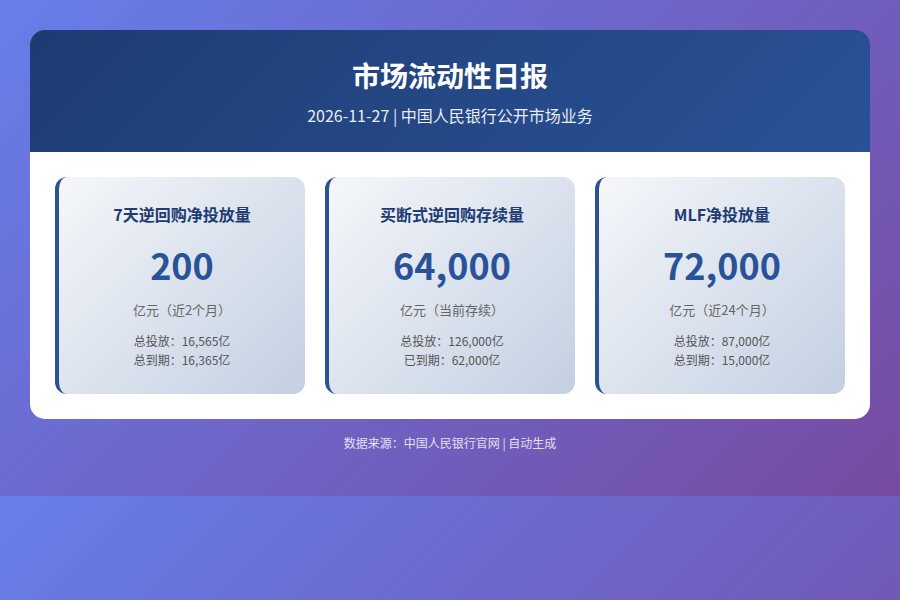 市场流动性日报
2026-11-27 | 中国人民银行公开市场业务
7天逆回购净投放量
200
亿元（近2个月）
总投放：16,565亿
总到期：16,365亿
买断式逆回购存续量
64,000
亿元（当前存续）
总投放：126,000亿
已到期：62,000亿
MLF净投放量
72,000
亿元（近24个月）
总投放：87,000亿
总到期：15,000亿
数据来源：中国人民银行官网 | 自动生成